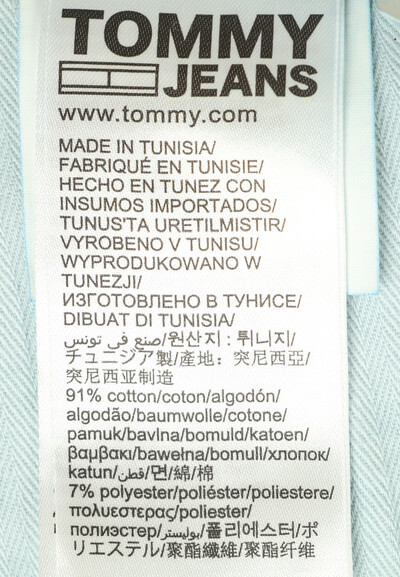 TOMMY
JEANS
www.tommy.com
MADE IN TUNISIA/
FABRIQUÉ EN TUNISIE/
HECHO EN TUNEZ CON
INSUMOS IMPORTADOS/
TUNUS'TA URETILMISTIR/
VYROBENO V TUNISU/
WYPRODUKOWANO W
TUNEZJI/
ИЗГОТОВЛЕНО В ТУНИСЕ/
DIBUAT DI TUNISIA/
صنع في تونس/원산지 : 튀니지/
チュニジア製/產地：突尼西亞/
突尼西亚制造
91% cotton/coton/algodón/
algodão/baumwolle/cotone/
pamuk/bavlna/bomuld/katoen/
βαμβακι/bawełna/bomull/хлопок/
katun/قطن/면/綿/棉
7% polyester/poliéster/poliestere/
πολυεστερας/poliester/
полиэстер/بوليستر/폴리에스터/ポ
リエステル/聚酯纖維/聚酯纤维